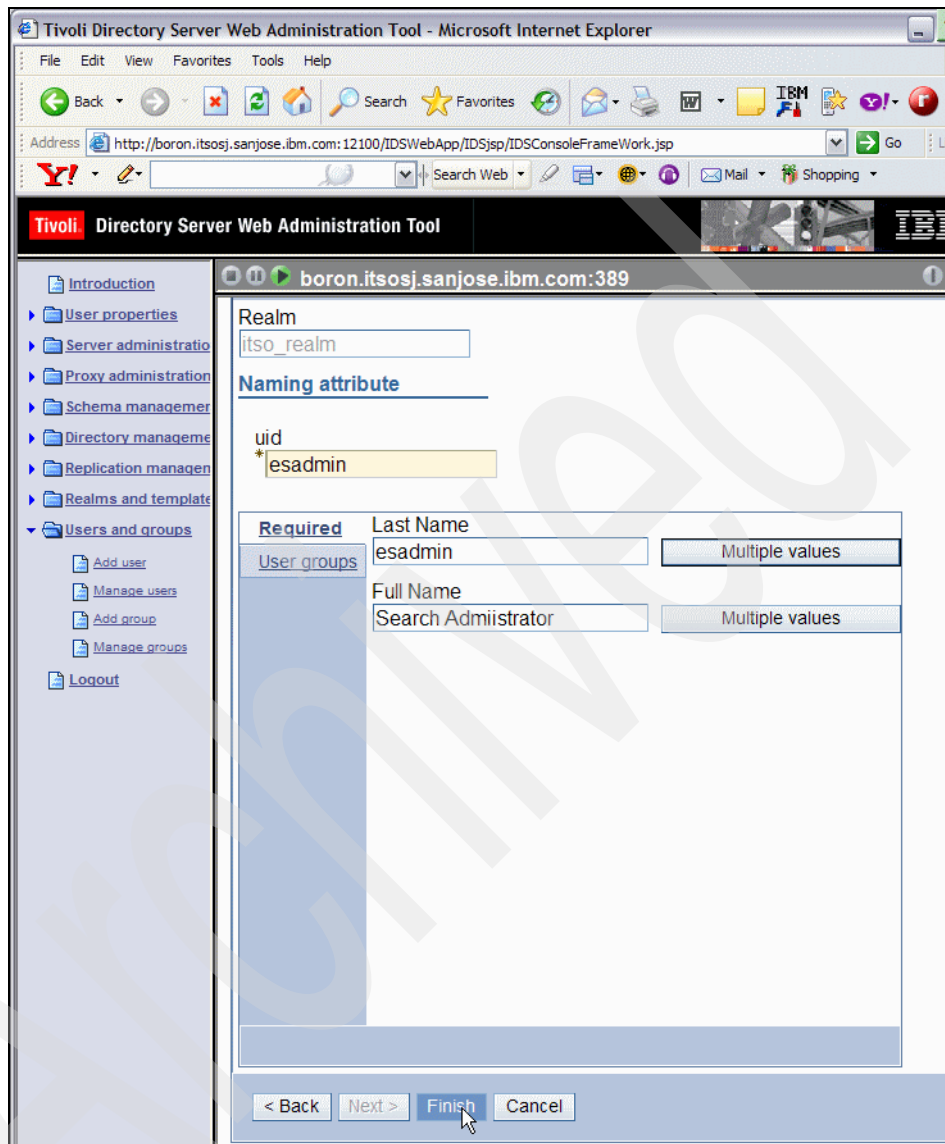 Tivoli Directory Server Web Administration Tool - Microsoft Internet Explorer
File Edit View Favorites Tools Help
Back Search Favorites IBM
Address http://boron.itsosj.sanjose.ibm.com:12100/IDSWebApp/IDSjsp/IDSConsoleFrameWork.jsp Go
Y! Search Web Mail Shopping
Tivoli. Directory Server Web Administration Tool
Introduction
boron.itsosj.sanjose.ibm.com:389
User properties
Server administratio
Proxy administration
Schema managemer
Directory manageme
Replication managen
Realms and template
Users and groups
Add user
Manage users
Add group
Manage groups
Logout
Realm
itso_realm
Naming attribute
uid
* esadmin
Required
User groups
Last Name
esadmin Multiple values
Full Name
Search Admiistrator Multiple values
< Back Next > Finish Cancel
Archived